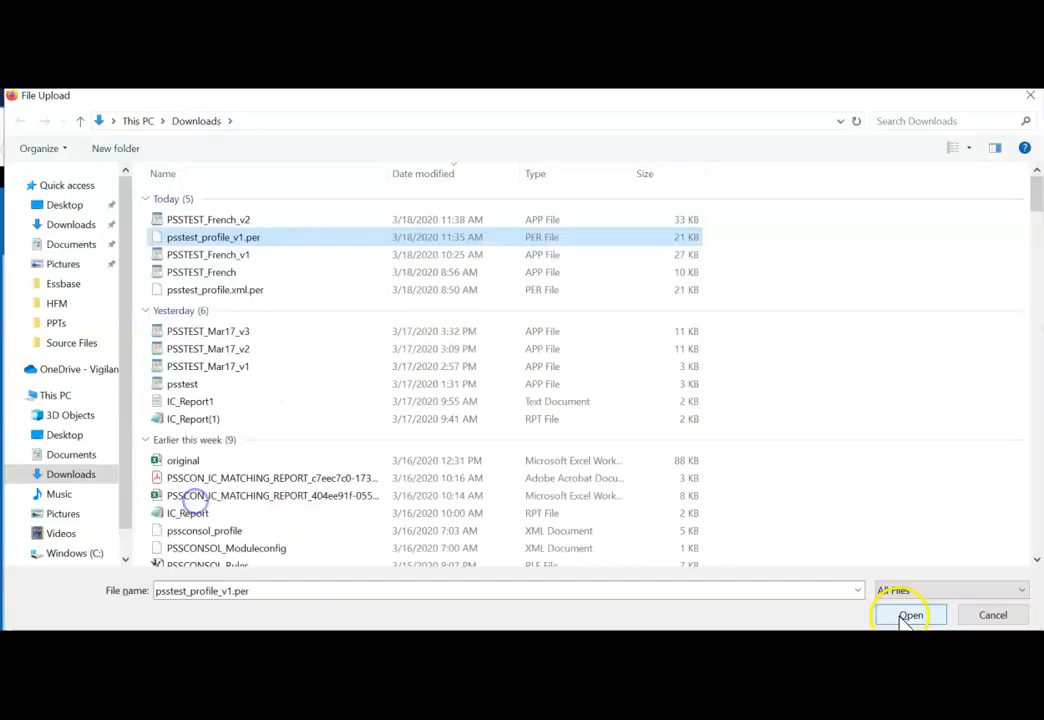 File Upload
This PC > Downloads >
Search Downloads
Organize
New folder
Name
Date modified
Type
Size
Quick access
Desktop
Downloads
Documents
Pictures
Essbase
HFM
PPTs
Source Files
OneDrive - Vigilan
This PC
3D Objects
Desktop
Documents
Downloads
Music
Pictures
Videos
Windows (C:)
Today (5)
PSSTEST_French_v2 3/18/2020 11:38 AM APP File 33 KB
psstest_profile_v1.per 3/18/2020 11:35 AM PER File 21 KB
PSSTEST_French_v1 3/18/2020 10:25 AM APP File 27 KB
PSSTEST_French 3/18/2020 8:56 AM APP File 10 KB
psstest_profile.xml.per 3/18/2020 8:50 AM PER File 21 KB
Yesterday (6)
PSSTEST_Mar17_v3 3/17/2020 3:32 PM APP File 11 KB
PSSTEST_Mar17_v2 3/17/2020 3:09 PM APP File 11 KB
PSSTEST_Mar17_v1 3/17/2020 2:57 PM APP File 3 KB
psstest 3/17/2020 1:31 PM APP File 3 KB
IC_Report1 3/17/2020 9:55 AM Text Document 2 KB
IC_Report(1) 3/17/2020 9:41 AM RPT File 2 KB
Earlier this week (9)
original 3/16/2020 12:31 PM Microsoft Excel Work... 88 KB
PSSCON_IC_MATCHING_REPORT_c7eec7c0-173... 3/16/2020 10:16 AM Adobe Acrobat Docu... 2 KB
PSSCON_IC_MATCHING_REPORT_404ee91f-055... 3/16/2020 10:14 AM Microsoft Excel Work... 8 KB
IC_Report 3/16/2020 10:00 AM RPT File 2 KB
pssconsol_profile 3/16/2020 7:03 AM XML Document 5 KB
PSSCONSOL_Moduleconfig 3/16/2020 7:00 AM XML Document 1 KB
File name: psstest_profile_v1.per
All Files
Open
Cancel